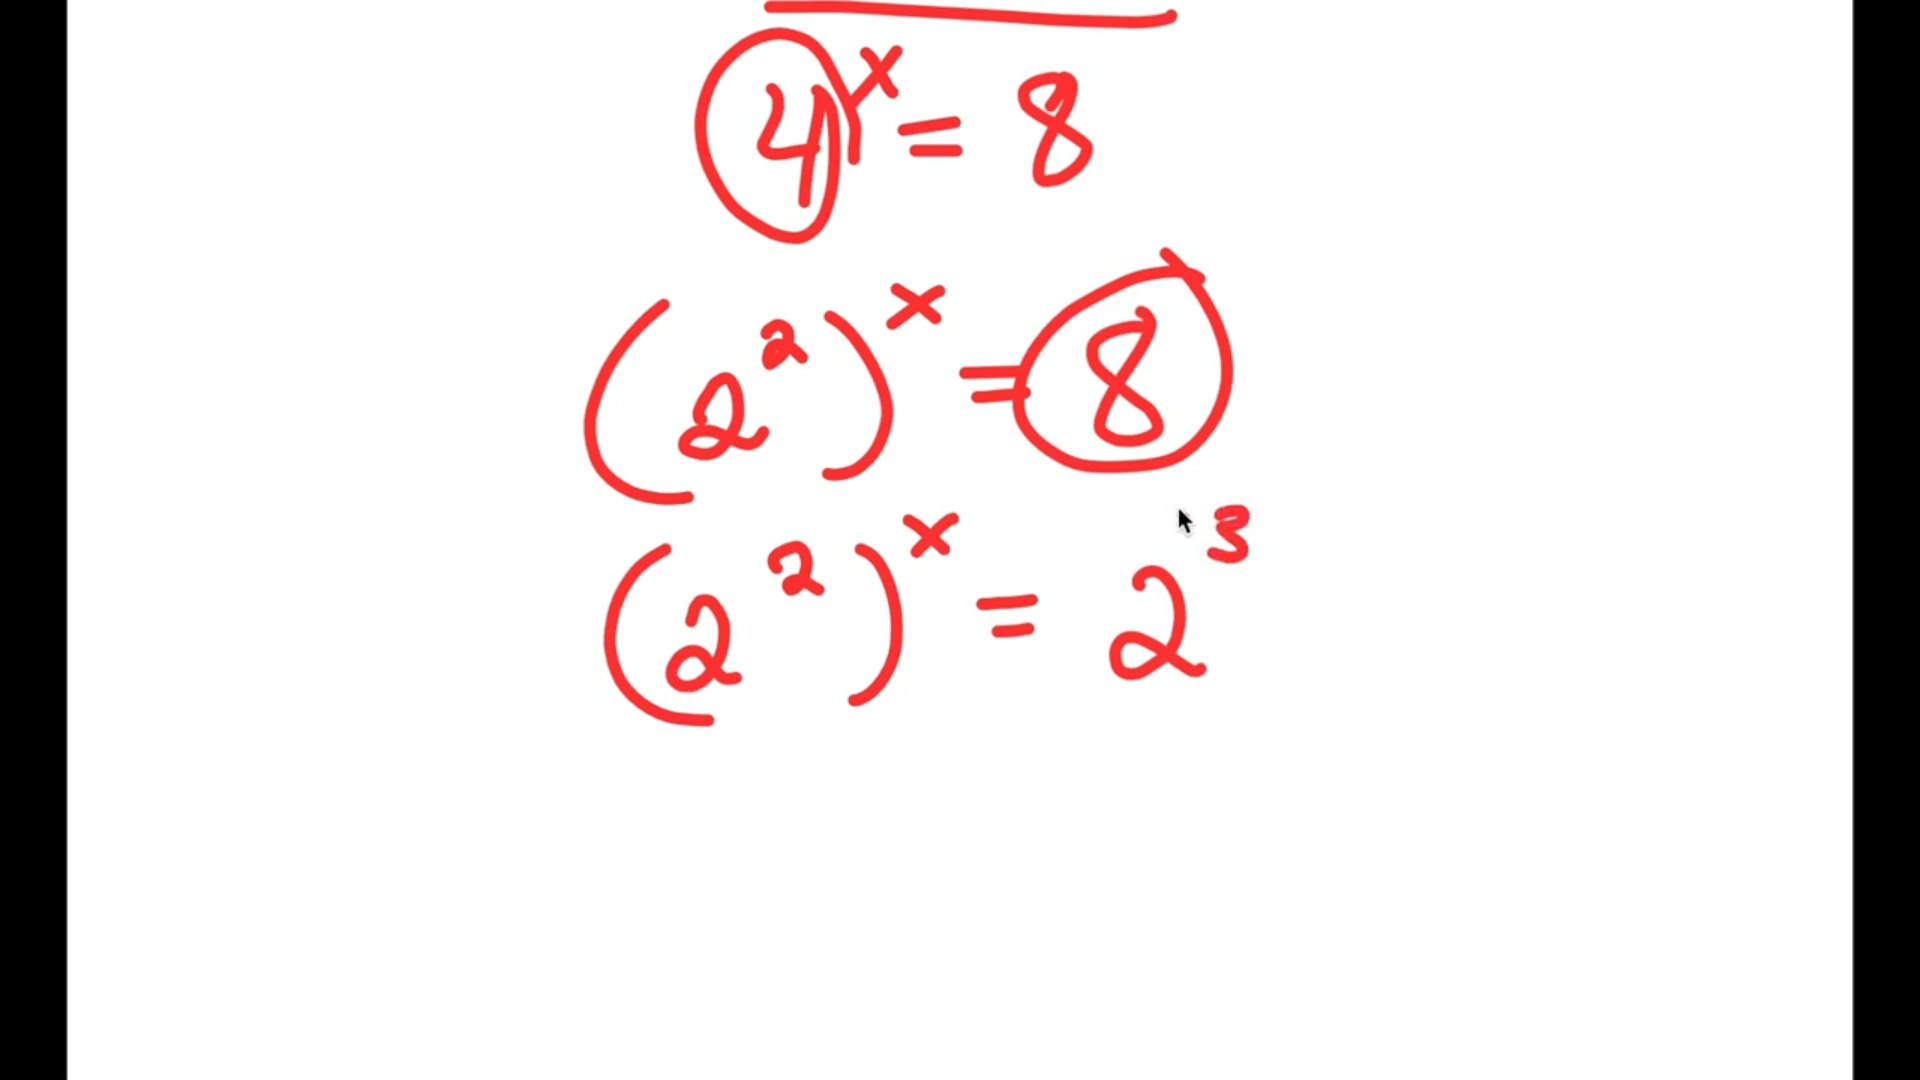 4^x = 8
(2^2)^x = 8
(2^2)^x = 2^3